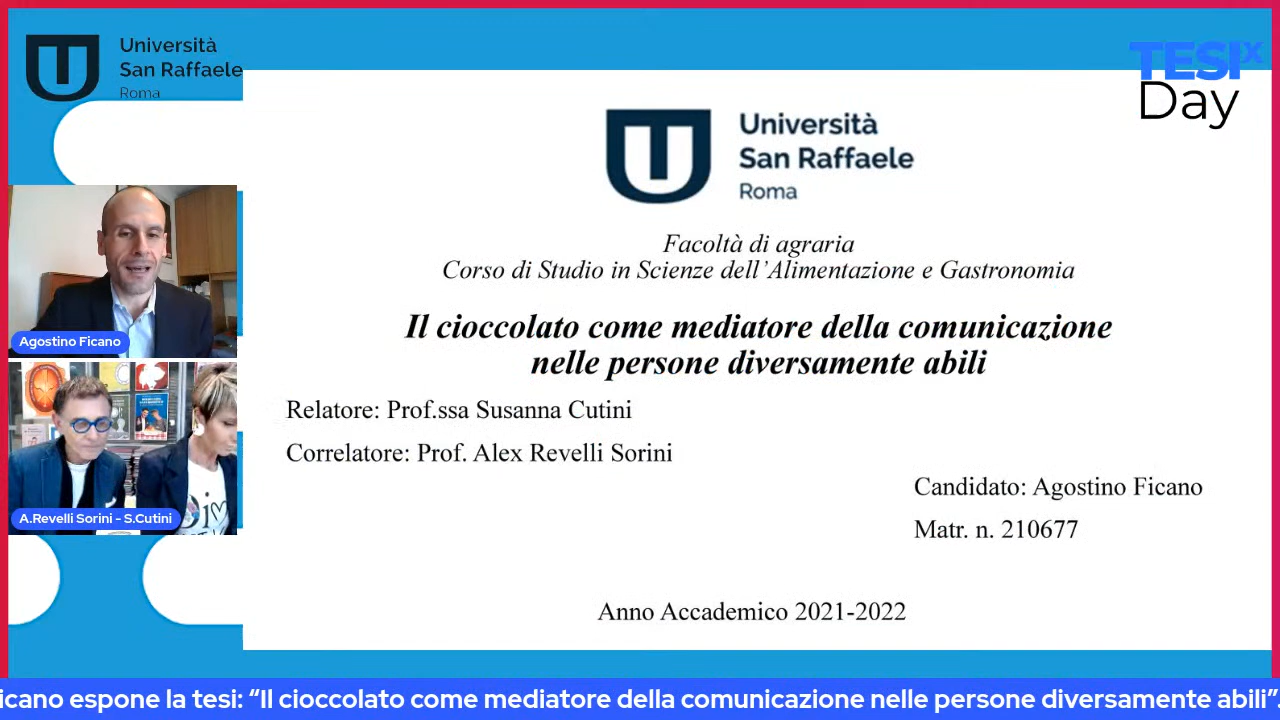 Università
San Raffaele
Roma
TESI x
Day
Università
San Raffaele
Roma
Facoltà di agraria
Corso di Studio in Scienze dell'Alimentazione e Gastronomia
Il cioccolato come mediatore della comunicazione
nelle persone diversamente abili
Relatore: Prof.ssa Susanna Cutini
Correlatore: Prof. Alex Revelli Sorini
Candidato: Agostino Ficano
Matr. n. 210677
Anno Accademico 2021-2022
Agostino Ficano
A.Revelli Sorini - S.Cutini
icano espone la tesi: “Il cioccolato come mediatore della comunicazione nelle persone diversamente abili”.